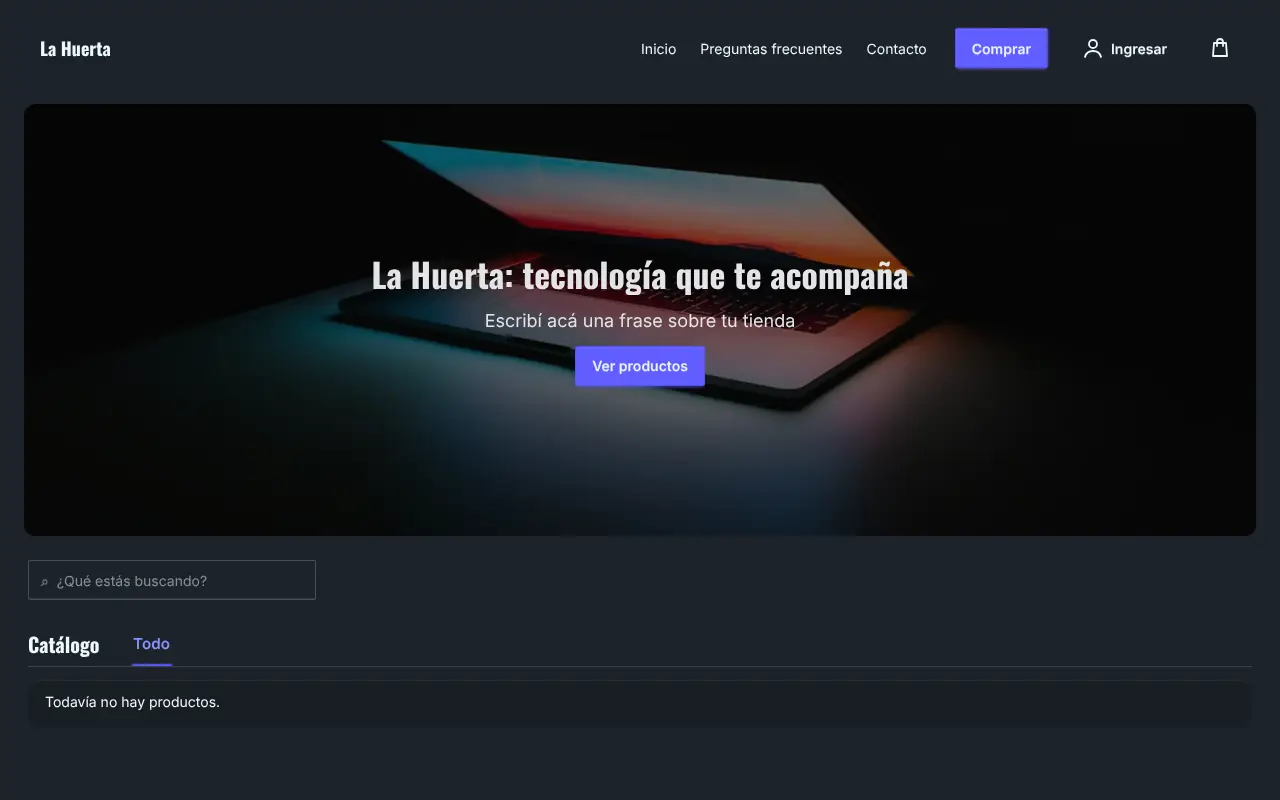 La Huerta
Inicio
Preguntas frecuentes
Contacto
Comprar
Ingresar
La Huerta: tecnología que te acompaña
Escribí acá una frase sobre tu tienda
Ver productos
¿Qué estás buscando?
Catálogo
Todo
Todavía no hay productos.